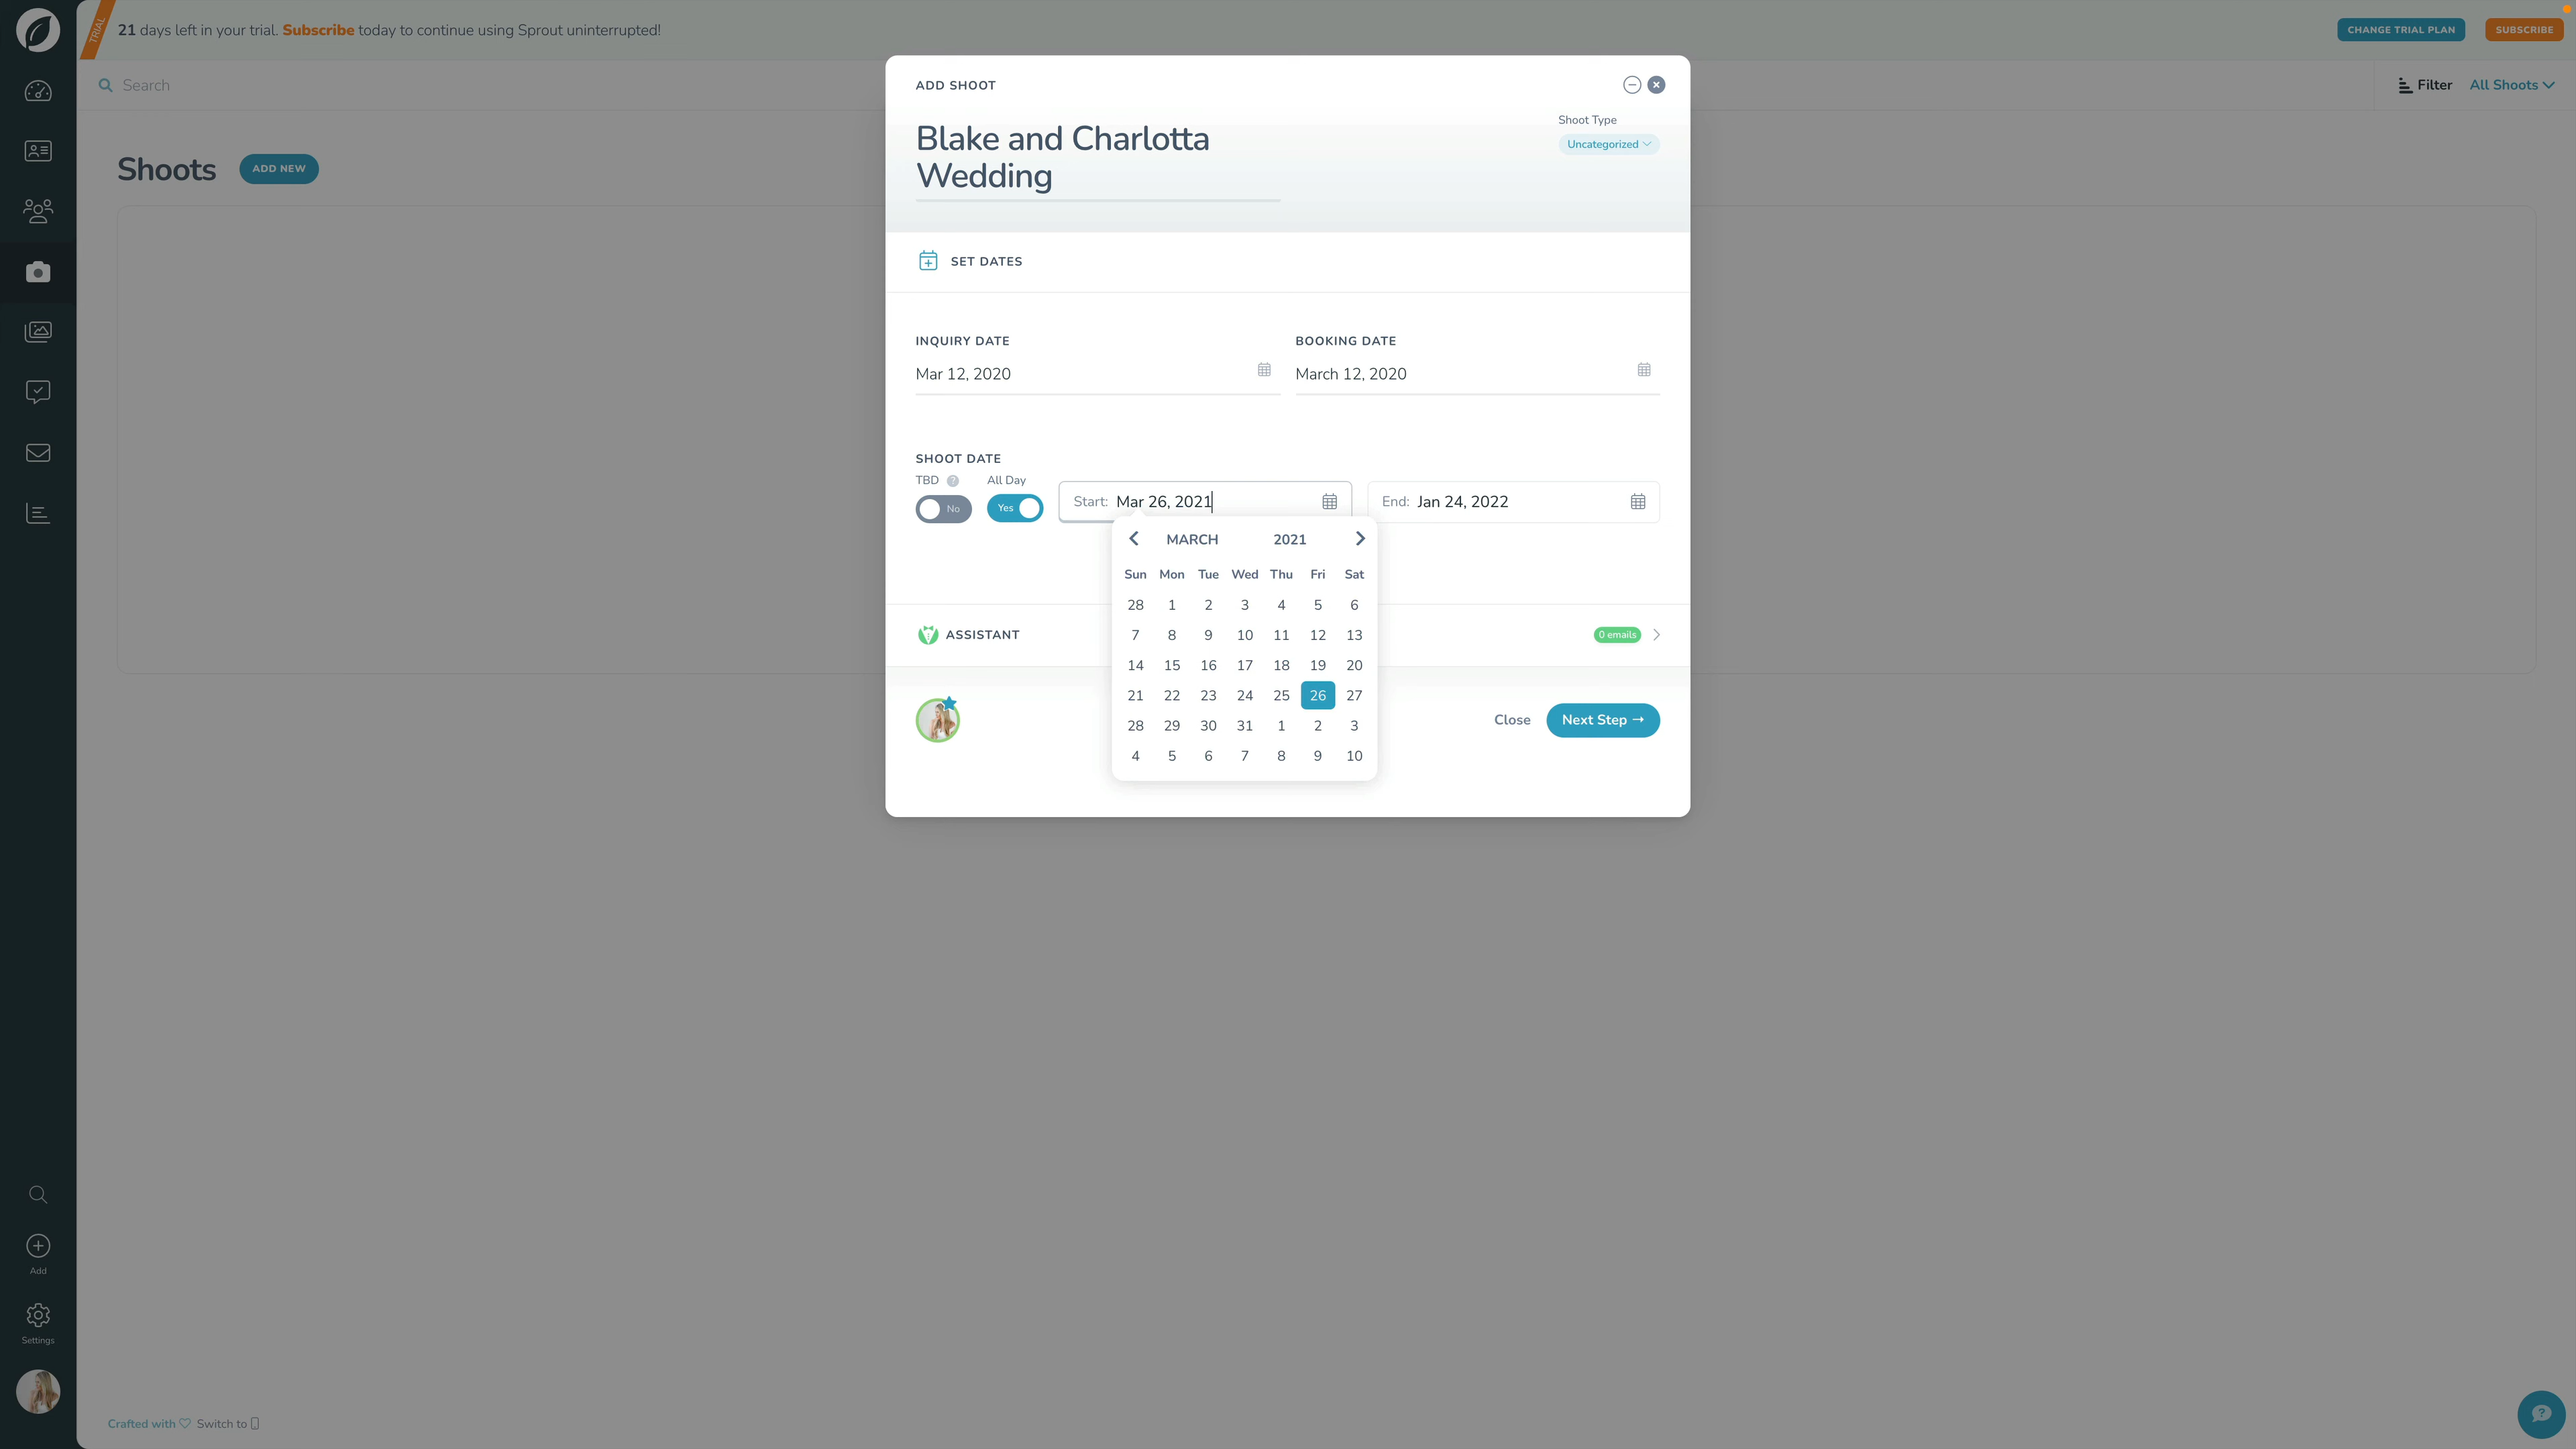 TRIAL
21 days left in your trial. Subscribe today to continue using Sprout uninterrupted!
CHANGE TRIAL PLAN
SUBSCRIBE
Search
Filter
All Shoots
Shoots
ADD NEW
ADD SHOOT
Blake and Charlotta
Wedding
Shoot Type
Uncategorized
SET DATES
INQUIRY DATE
Mar 12, 2020
BOOKING DATE
March 12, 2020
SHOOT DATE
TBD ?
No
All Day
Yes
Start: Mar 26, 2021
End: Jan 24, 2022
MARCH 2021
Sun Mon Tue Wed Thu Fri Sat
28 1 2 3 4 5 6
7 8 9 10 11 12 13
14 15 16 17 18 19 20
21 22 23 24 25 26 27
28 29 30 31 1 2 3
4 5 6 7 8 9 10
ASSISTANT
0 emails
Close
Next Step →
Add
Settings
Crafted with ♡ Switch to
?